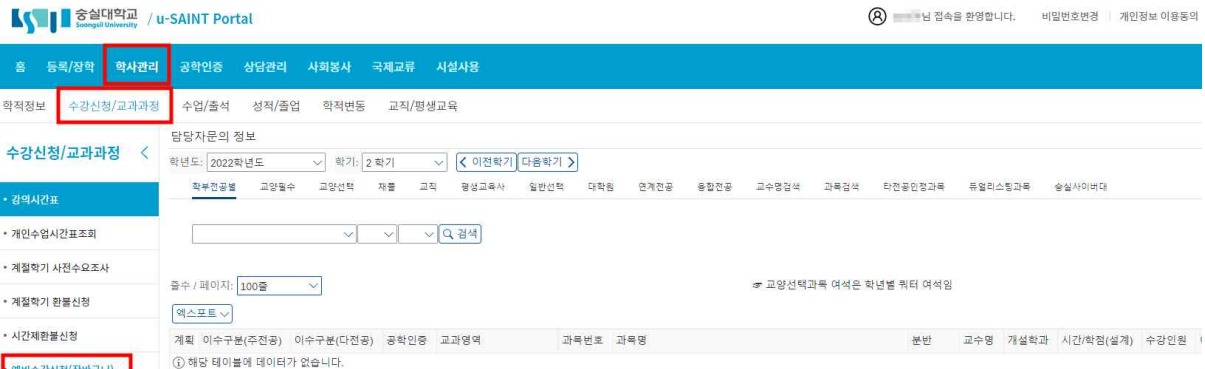 숭실대학교
Soongsil University
/ u-SAINT Portal
님 접속을 환영합니다. 비밀번호변경 개인정보 이용동의
홈 등록/장학 학사관리 공학인증 상담관리 사회봉사 국제교류 시설사용
학적정보 수강신청/교과과정 수업/출석 성적/졸업 학적변동 교직/평생교육
수강신청/교과과정
담당자문의 정보
학년도: 2022학년도 학기: 2 학기 이전학기 다음학기
학부전공별 교양필수 교양선택 채플 교직 평생교육사 일반선택 대학원 연계전공 융합전공 교수명검색 과목검색 타전공인정과목 듀얼리스팅과목 숭실사이버대
• 강의시간표
• 개인수업시간표조회
검색
• 계절학기 사전수요조사
줄수 / 페이지: 100줄
☞ 교양선택과목 여석은 학년별 쿼터 여석임
• 계절학기 환불신청
엑스포트
• 시간제환불신청
계획 이수구분(주전공) 이수구분(다전공) 공학인증 교과영역 과목번호 과목명 분반 교수명 개설학과 시간/학점(설계) 수강인원
해당 테이블에 데이터가 없습니다.
• 예비수강신청(장바구니)